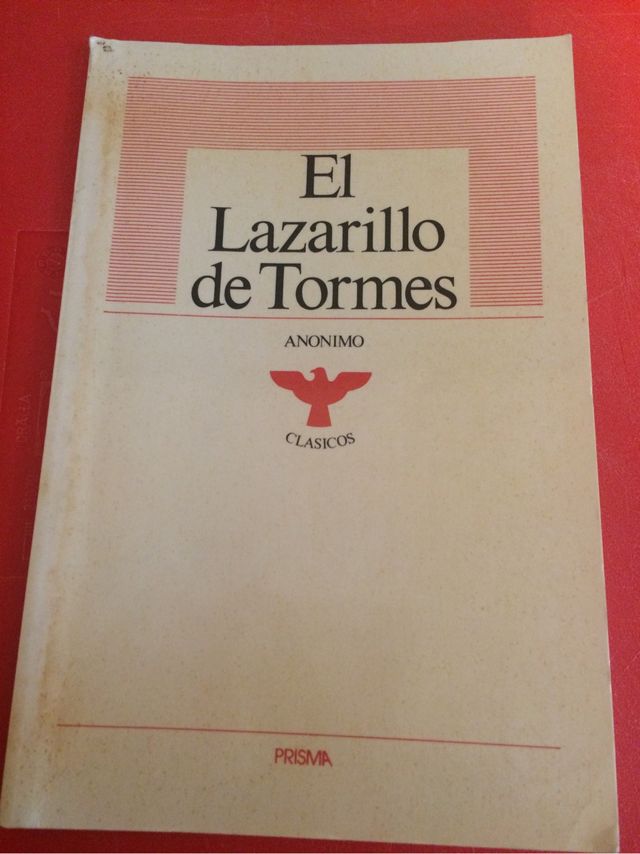 El
Lazarillo
de Tormes
ANONIMO
CLASICOS
PRISMA